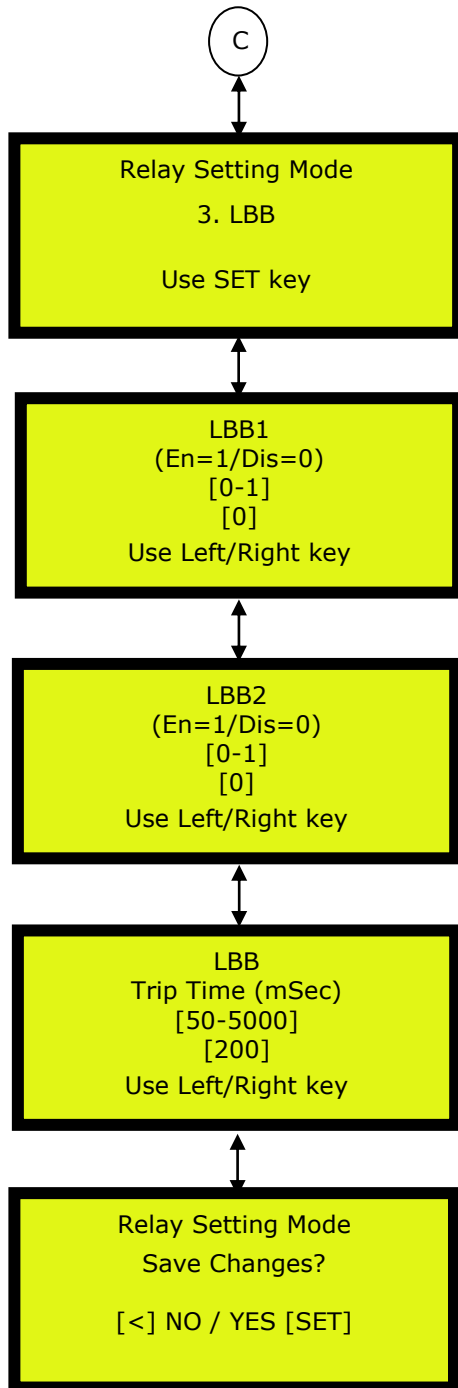 C
Relay Setting Mode
3. LBB
Use SET key
LBB1
(En=1/Dis=0)
[0-1]
[0]
Use Left/Right key
LBB2
(En=1/Dis=0)
[0-1]
[0]
Use Left/Right key
LBB
Trip Time (mSec)
[50-5000]
[200]
Use Left/Right key
Relay Setting Mode
Save Changes?
[<] NO / YES [SET]